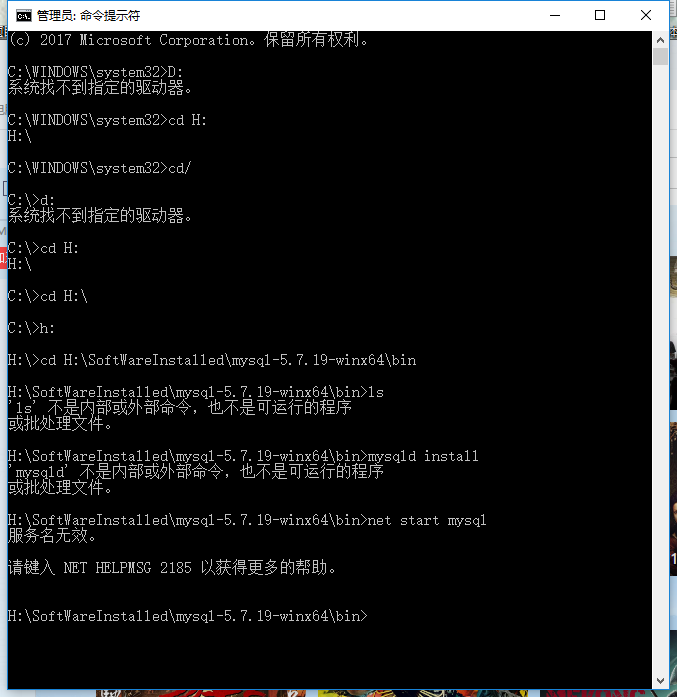 管理员: 命令提示符
(c) 2017 Microsoft Corporation。保留所有权利。
C:\WINDOWS\system32>D:
系统找不到指定的驱动器。
C:\WINDOWS\system32>cd H:
H:\
C:\WINDOWS\system32>cd/
C:\>d:
系统找不到指定的驱动器。
C:\>cd H:
H:\
C:\>cd H:\
C:\>h:
H:\>cd H:\SoftWareInstalled\mysql-5.7.19-winx64\bin
H:\SoftWareInstalled\mysql-5.7.19-winx64\bin>ls
'ls' 不是内部或外部命令，也不是可运行的程序
或批处理文件。
H:\SoftWareInstalled\mysql-5.7.19-winx64\bin>mysqld install
'mysqld' 不是内部或外部命令，也不是可运行的程序
或批处理文件。
H:\SoftWareInstalled\mysql-5.7.19-winx64\bin>net start mysql
服务名无效。
请键入 NET HELPMSG 2185 以获得更多的帮助。
H:\SoftWareInstalled\mysql-5.7.19-winx64\bin>